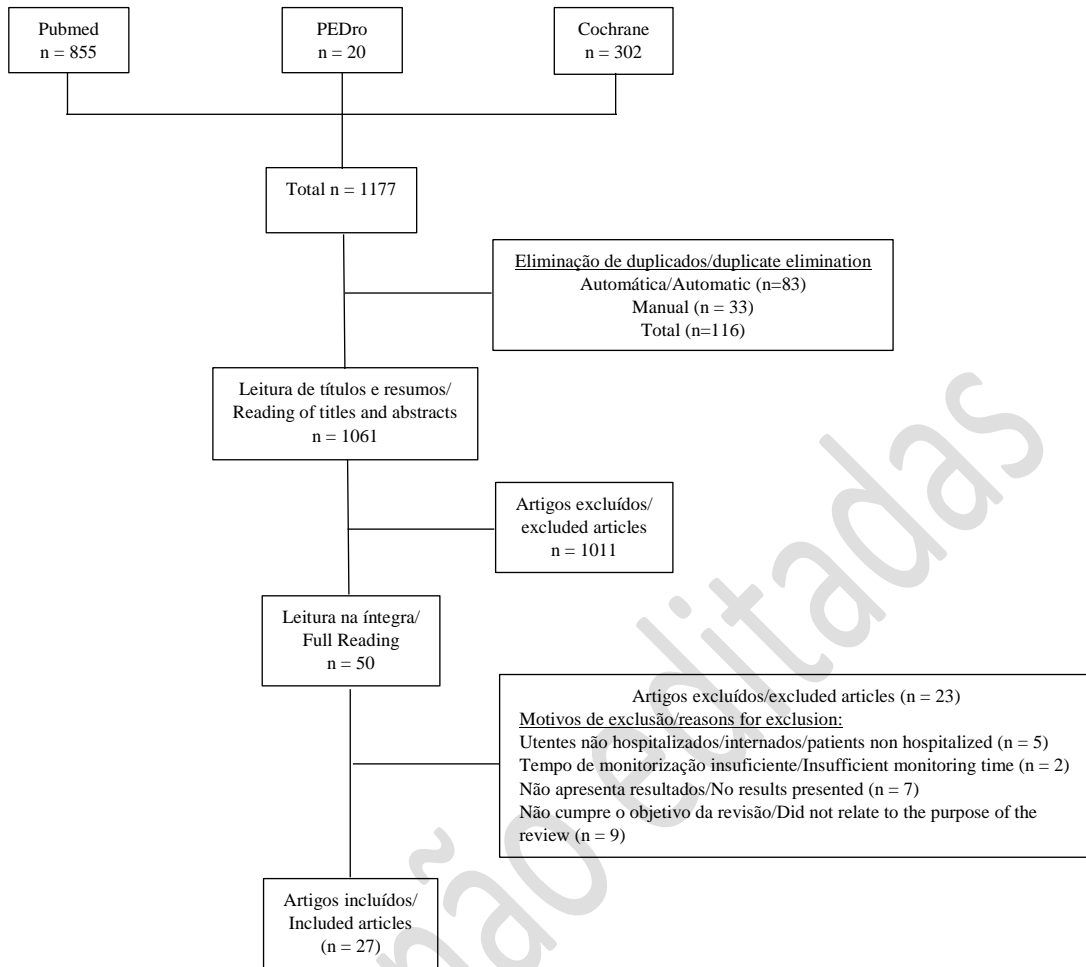 Pubmed
n = 855
PEDro
n = 20
Cochrane
n = 302
Total n = 1177
Eliminação de duplicados/duplicate elimination
Automática/Automatic (n=83)
Manual (n = 33)
Total (n=116)
Leitura de títulos e resumos/
Reading of titles and abstracts
n = 1061
Artigos excluídos/
excluded articles
n = 1011
Leitura na íntegra/
Full Reading
n = 50
Artigos excluídos/excluded articles (n = 23)
Motivos de exclusão/reasons for exclusion:
Utentes não hospitalizados/internados/patients non hospitalized (n = 5)
Tempo de monitorização insuficiente/Insufficient monitoring time (n = 2)
Não apresenta resultados/No results presented (n = 7)
Não cumpre o objetivo da revisão/Did not relate to the purpose of the
review (n = 9)
Artigos incluídos/
Included articles
(n = 27)
não editadas